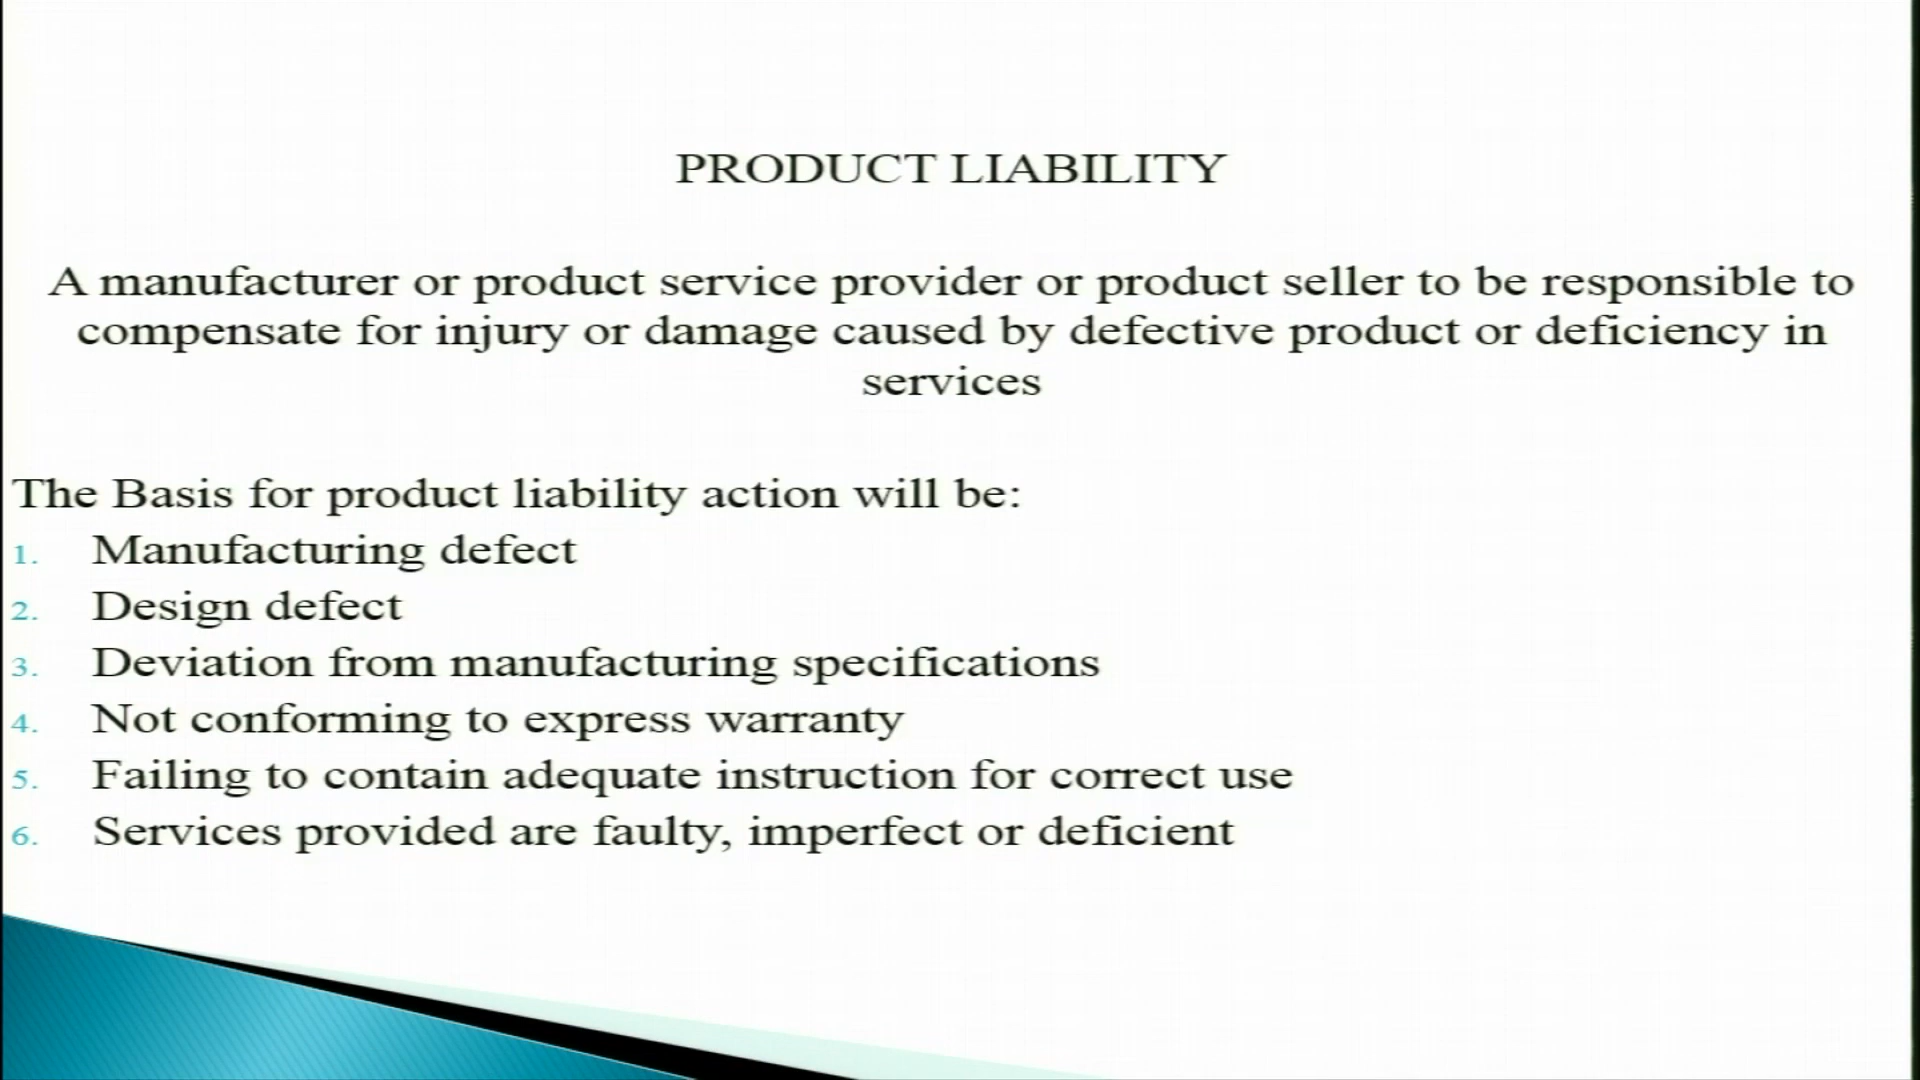 PRODUCT LIABILITY
A manufacturer or product service provider or product seller to be responsible to
compensate for injury or damage caused by defective product or deficiency in
services
The Basis for product liability action will be:
1. Manufacturing defect
2. Design defect
3. Deviation from manufacturing specifications
4. Not conforming to express warranty
5. Failing to contain adequate instruction for correct use
6. Services provided are faulty, imperfect or deficient